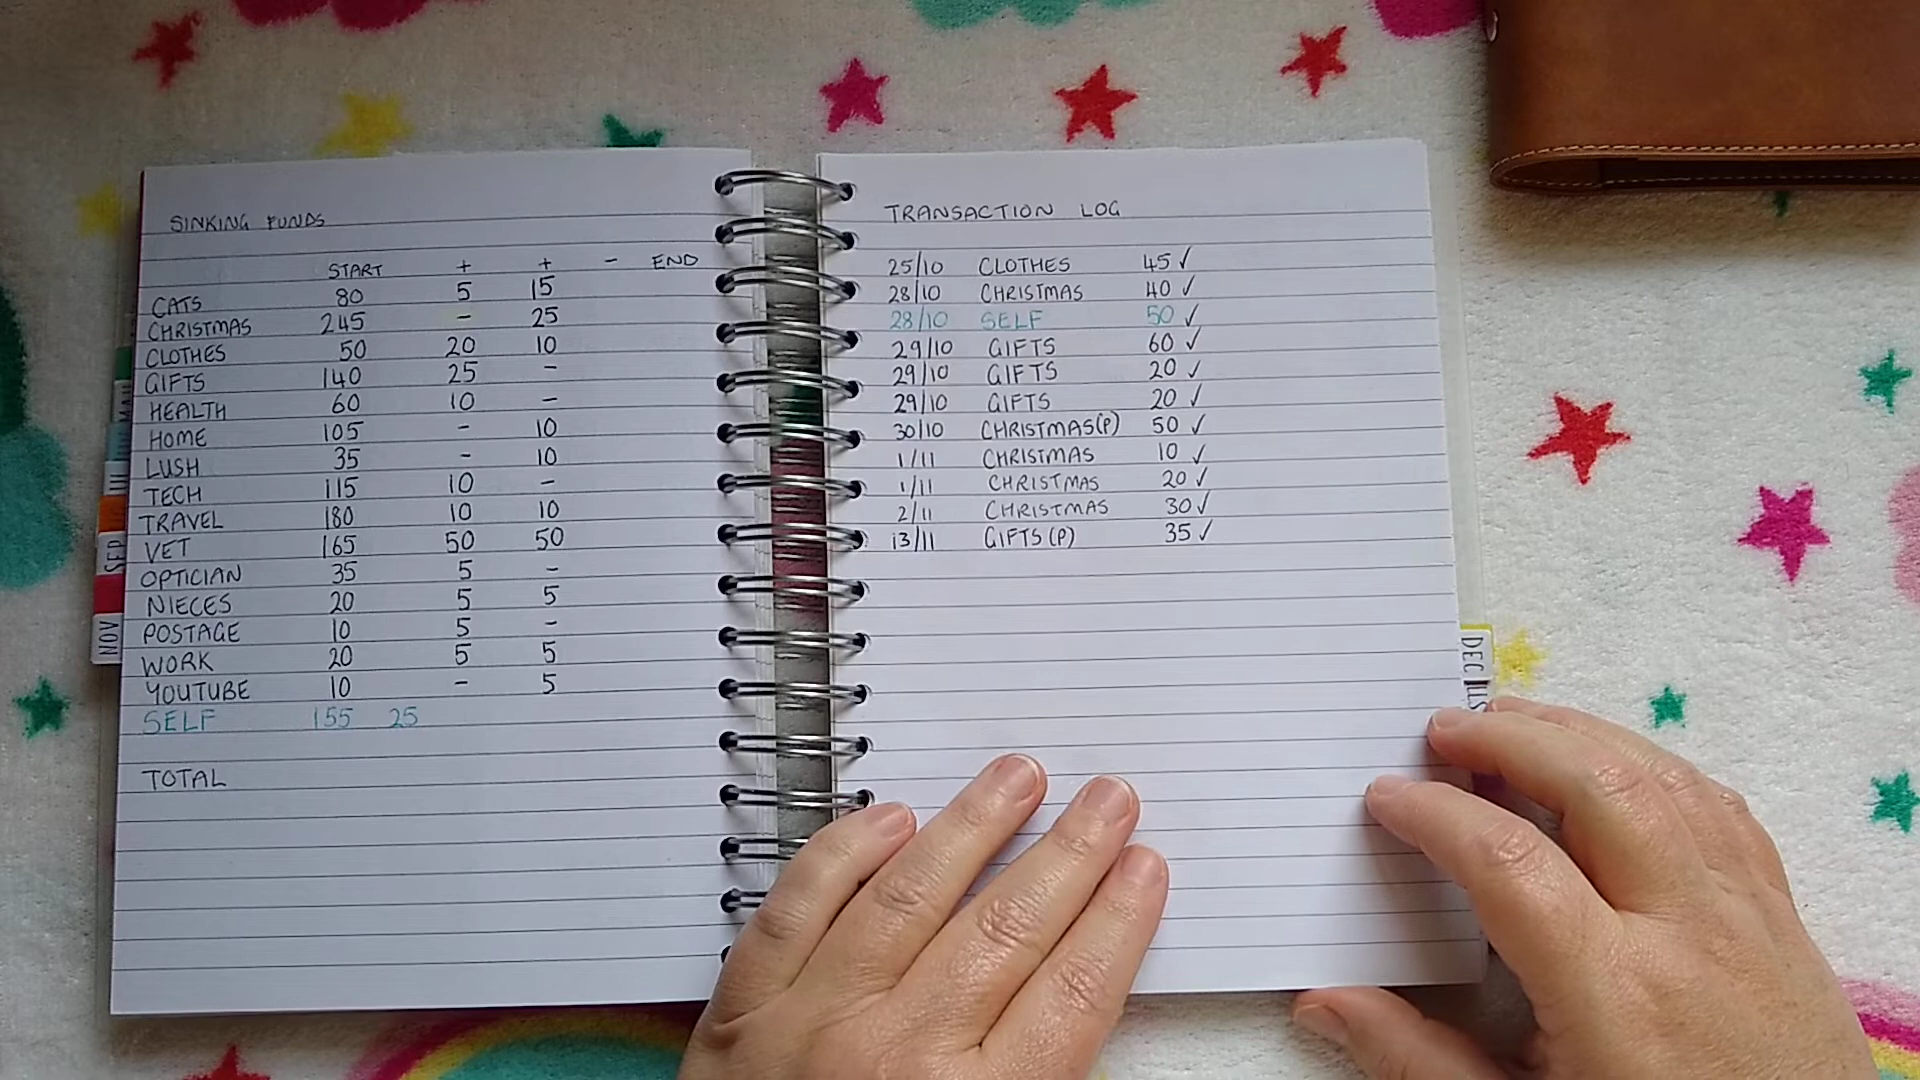 SINKING FUNDS
START + + - END
CATS 80 5 15
CHRISTMAS 245 - 25
CLOTHES 50 20 10
GIFTS 140 25 -
HEALTH 60 10 -
HOME 105 - 10
LUSH 35 - 10
TECH 115 10 -
TRAVEL 180 10 10
VET 165 50 50
OPTICIAN 35 5 -
NIECES 20 5 5
POSTAGE 10 5 -
WORK 20 5 5
YOUTUBE 10 - 5
SELF 155 25
TOTAL
TRANSACTION LOG
25/10 CLOTHES 45 ✓
28/10 CHRISTMAS 40 ✓
28/10 SELF 50 ✓
29/10 GIFTS 60 ✓
29/10 GIFTS 20 ✓
29/10 GIFTS 20 ✓
30/10 CHRISTMAS(P) 50 ✓
1/11 CHRISTMAS 10 ✓
1/11 CHRISTMAS 20 ✓
2/11 CHRISTMAS 30 ✓
13/11 GIFTS (P) 35 ✓
SEP
NOV
DEC